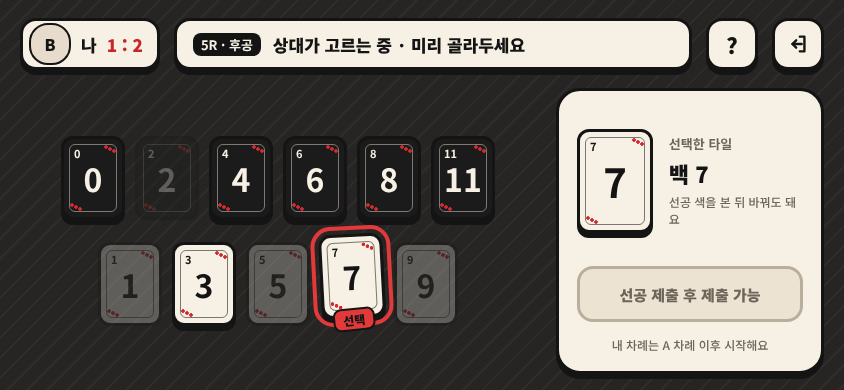 B 나 1 : 2
5R · 후공 상대가 고르는 중 · 미리 골라두세요
?
0 0
2 2
4 4
6 6
8 8
11 11
1 1
3 3
5 5
7 7
선택
9 9
7 7
선택한 타일
백 7
선공 색을 본 뒤 바꿔도 돼
요
선공 제출 후 제출 가능
내 차례는 A 차례 이후 시작해요